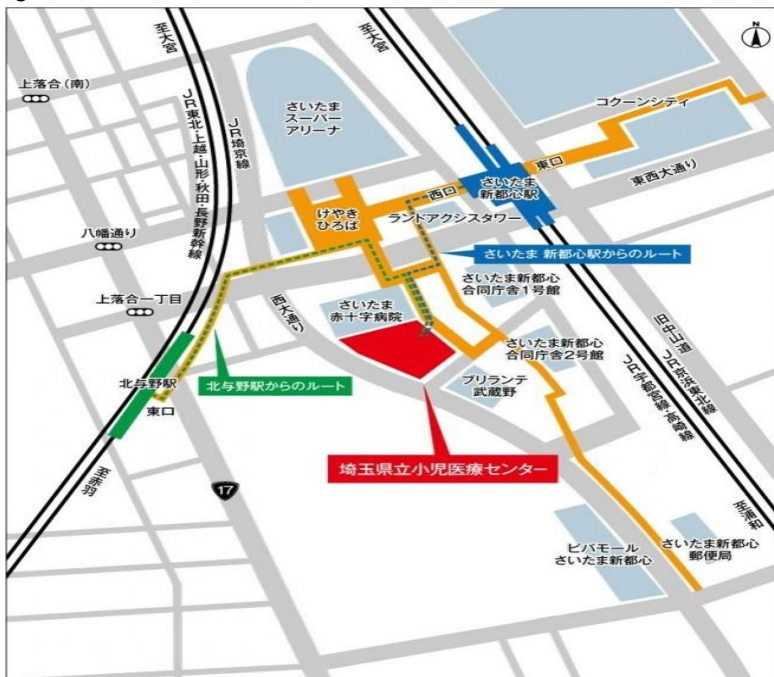 N
至大宮
至大宮
上落合(南)
JR東北・上越・山形・秋田・長野新幹線
JR埼京線
さいたま
スーパー
アリーナ
コクーンシティ
東口
さいたま
新都心駅
西口
東西大通り
けやき
ひろば
ランドアクシスタワー
八幡通り
さいたま 新都心駅からのルート
さいたま新都心
合同庁舎1号館
上落合一丁目
西大通り
さいたま
赤十字病院
さいたま新都心
合同庁舎2号館
旧中山道
JR京浜東北線
JR宇都宮線・高崎線
北与野駅
東口
北与野駅からのルート
ブリランテ
武蔵野
埼玉県立小児医療センター
至赤羽
17
至浦和
ビバモール
さいたま新都心
さいたま新都心
郵便局